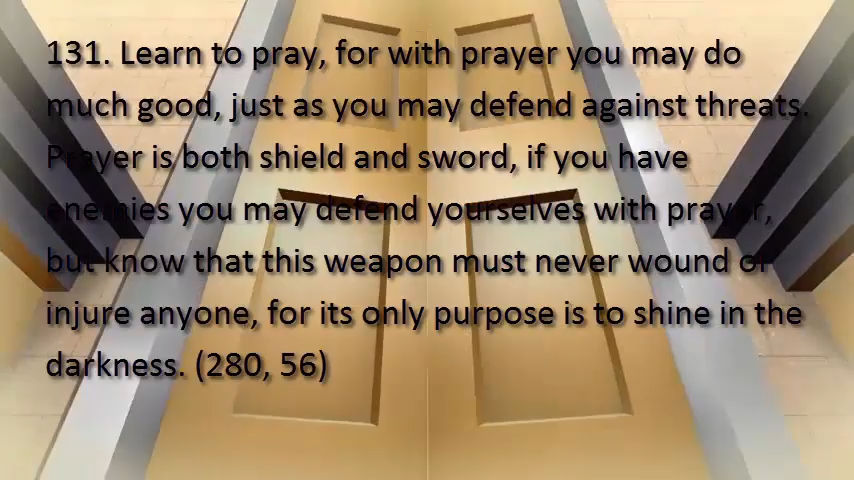 131. Learn to pray, for with prayer you may do
much good, just as you may defend against threats.
Prayer is both shield and sword, if you have
enemies you may defend yourselves with prayer,
but know that this weapon must never wound or
injure anyone, for its only purpose is to shine in the
darkness. (280, 56)